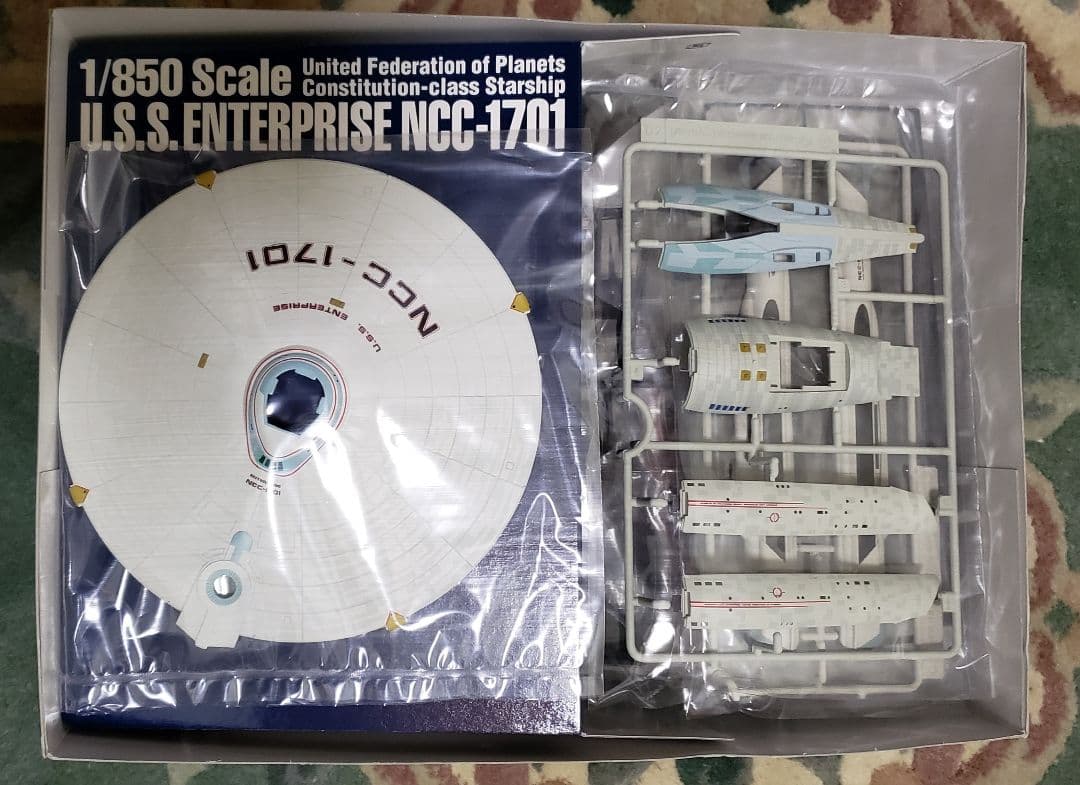 1/850 Scale
United Federation of Planets
Constitution-class Starship
U.S.S. ENTERPRISE NCC-1701
NCC-1701
U.S.S. ENTERPRISE